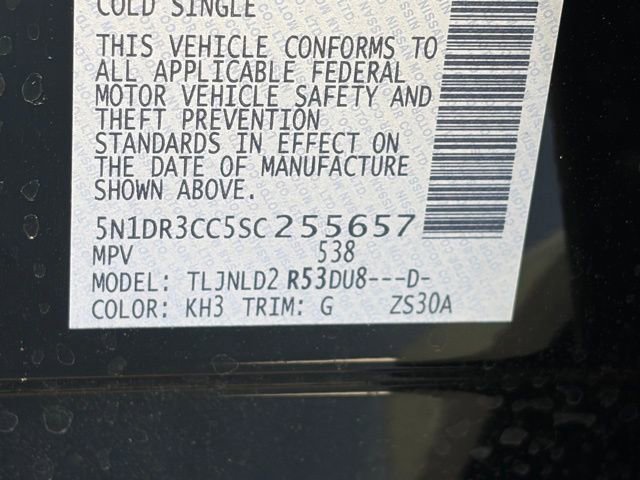 COLD SINGLE
THIS VEHICLE CONFORMS TO
ALL APPLICABLE FEDERAL
MOTOR VEHICLE SAFETY AND
THEFT PREVENTION
STANDARDS IN EFFECT ON
THE DATE OF MANUFACTURE
SHOWN ABOVE.
5N1DR3CC5SC255657
MPV 538
MODEL: TLJNLD2 R53DU8---D-
COLOR: KH3 TRIM: G ZS30A